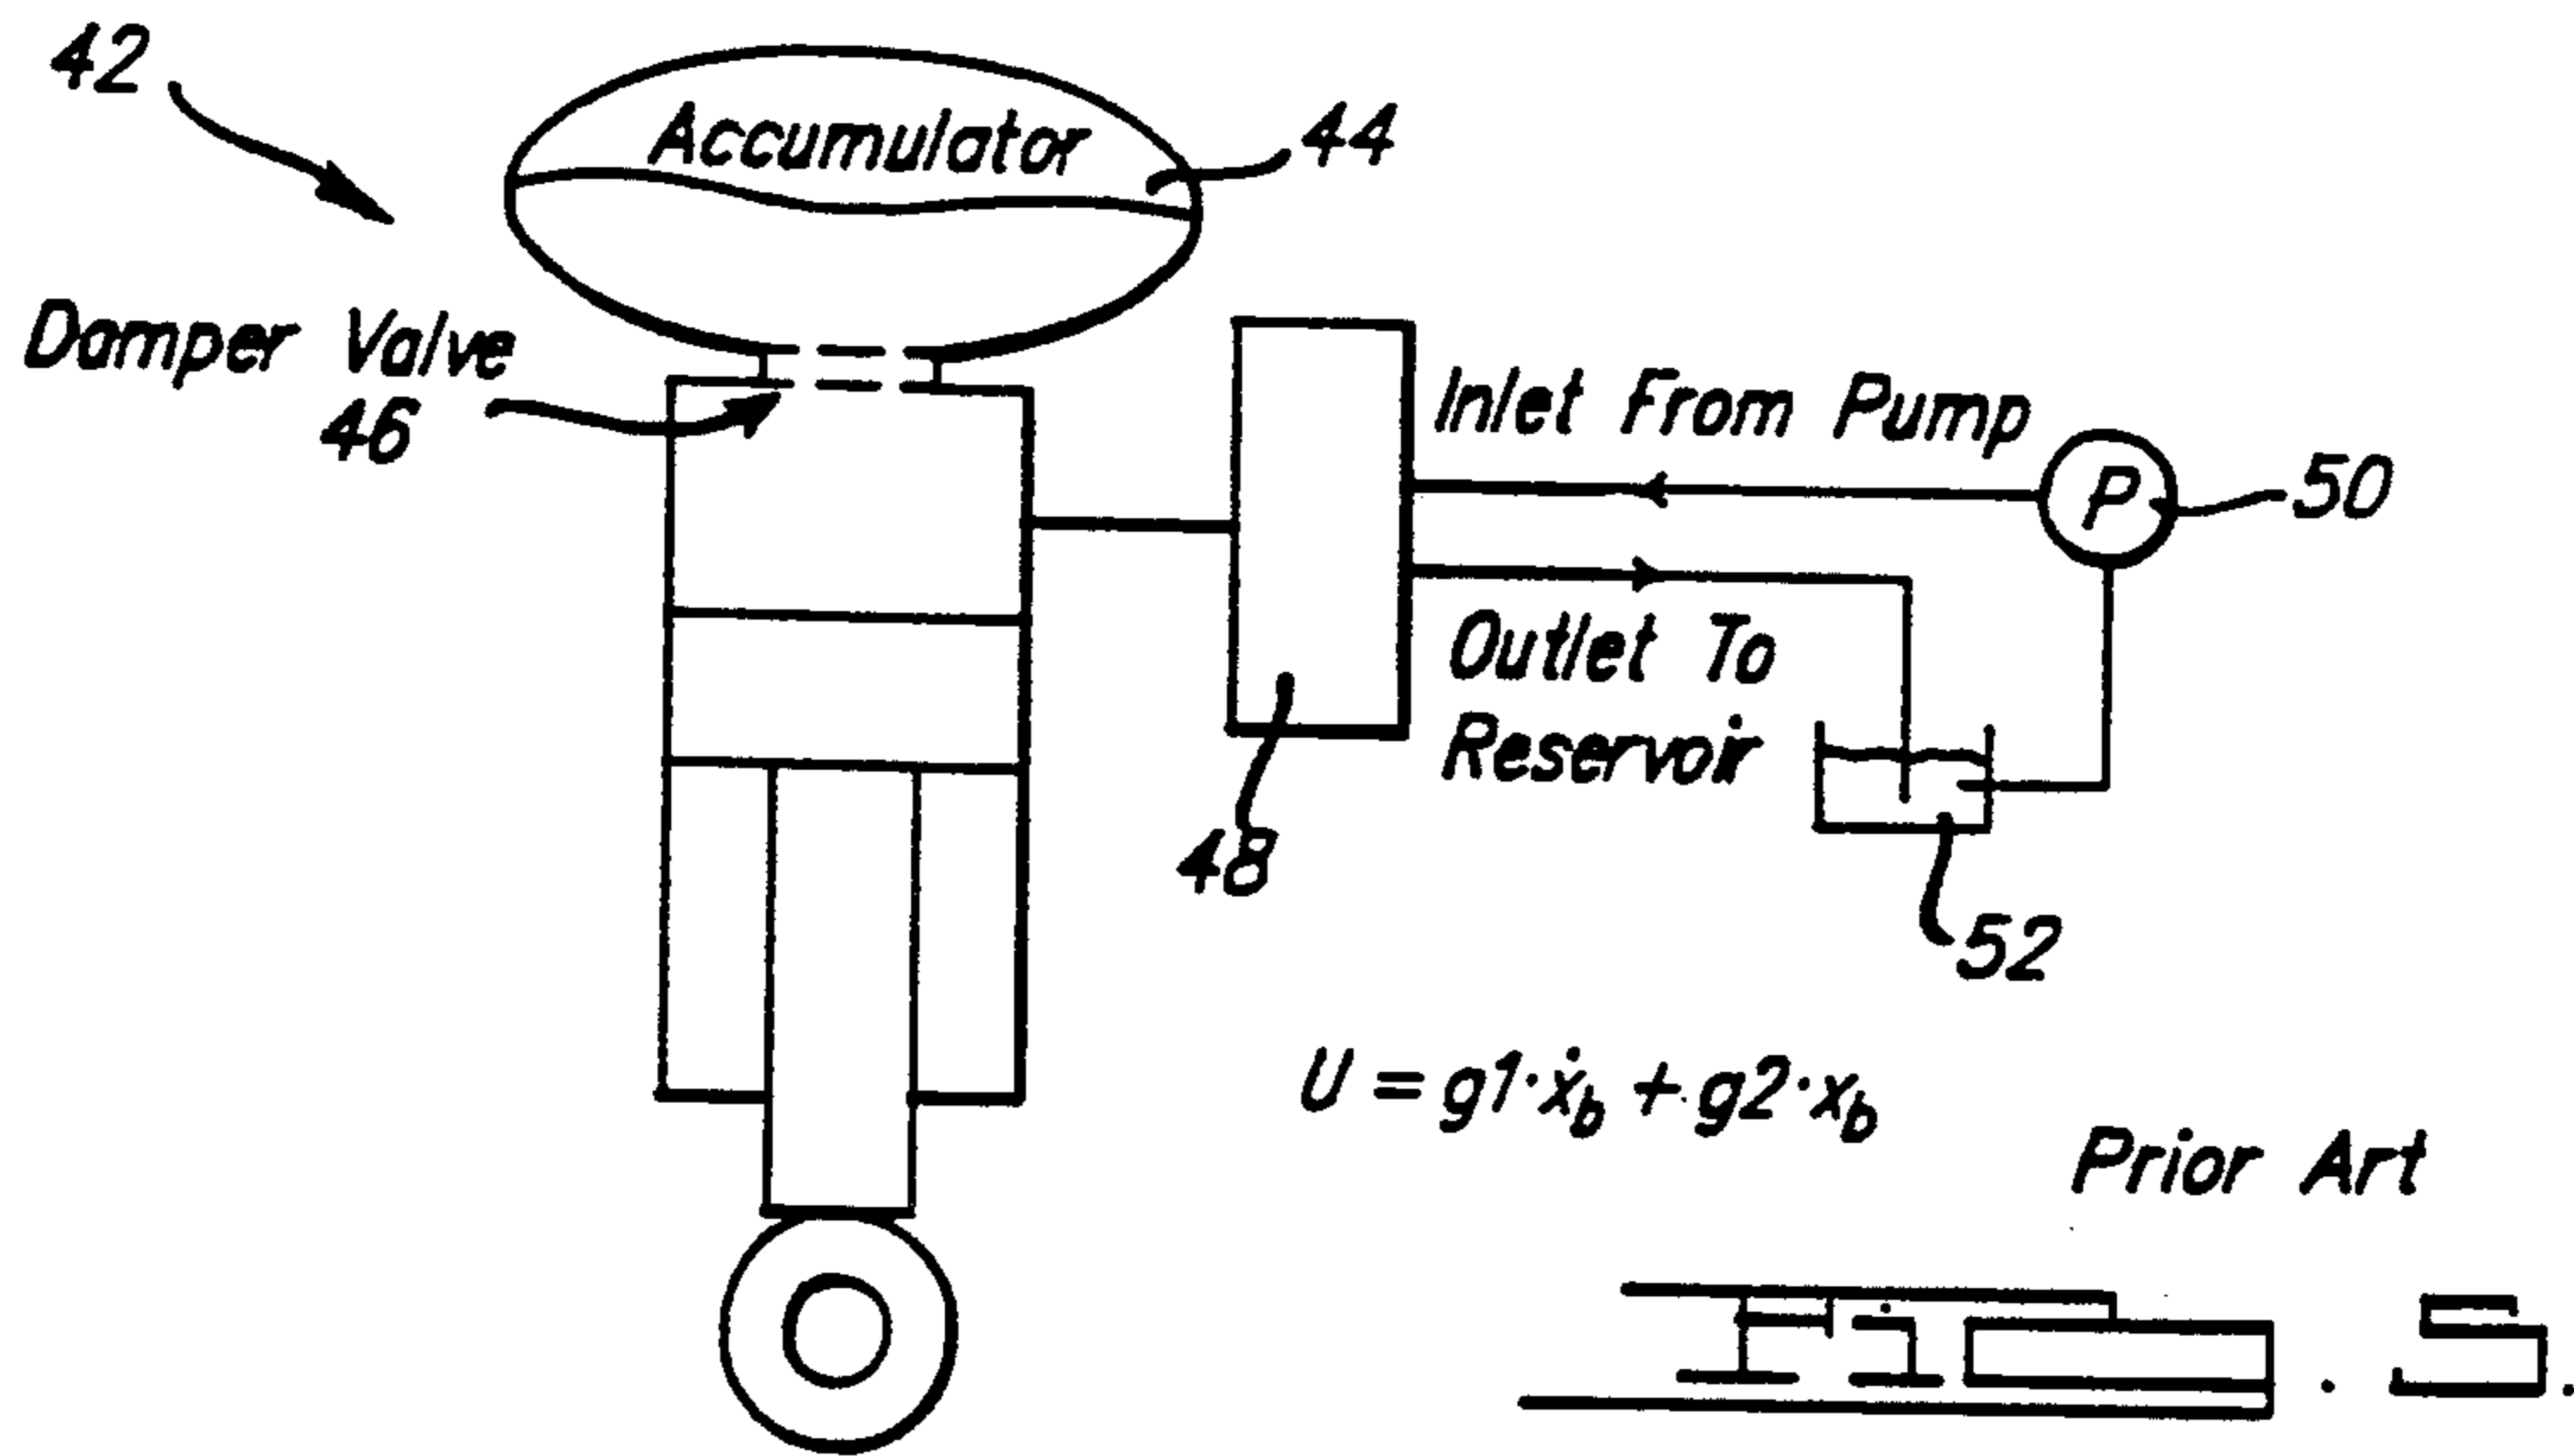 42
Accumulator
44
Damper Valve
46
Inlet From Pump
P
50
Outlet To
Reservoir
48
52
U = g1·ẋb + g2·xb
Prior Art
Fig. 5.